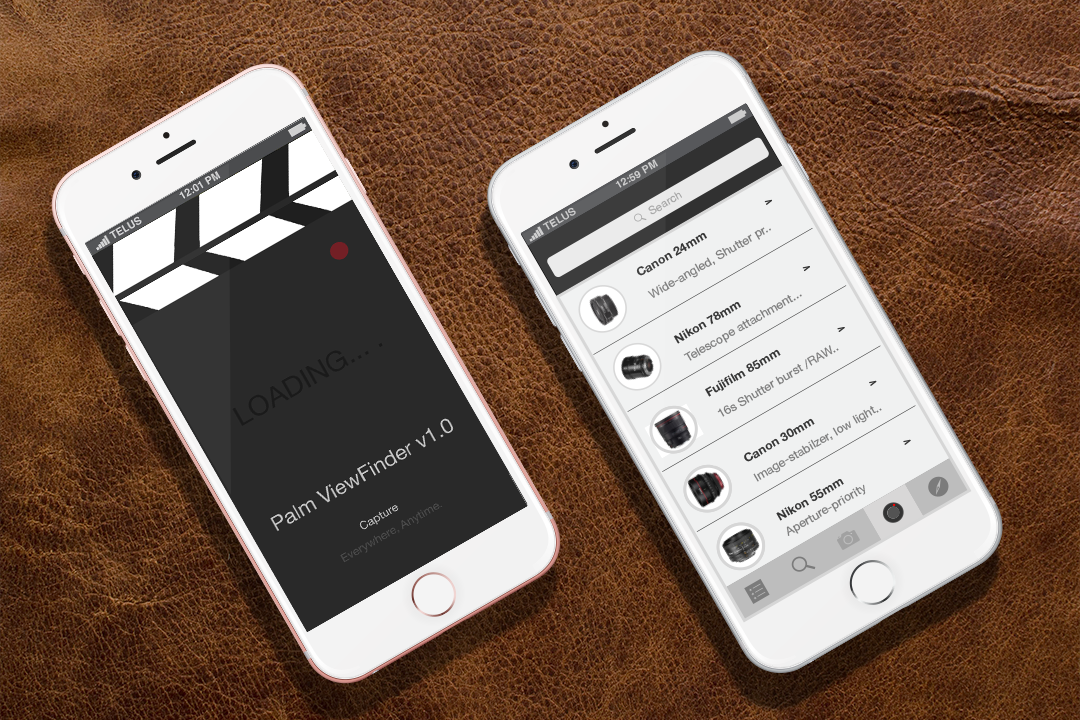 TELUS 12:01 PM
LOADING... .
Palm ViewFinder v1.0
Capture
Everywhere, Anytime.
TELUS 12:59 PM
Search
Canon 24mm
Wide-angled, Shutter pr..
>
Nikon 78mm
Telescope attachment...
>
Fujifilm 85mm
16s Shutter burst /RAW..
>
Canon 30mm
Image-stabilzer, low light..
>
Nikon 55mm
Aperture-priority
>